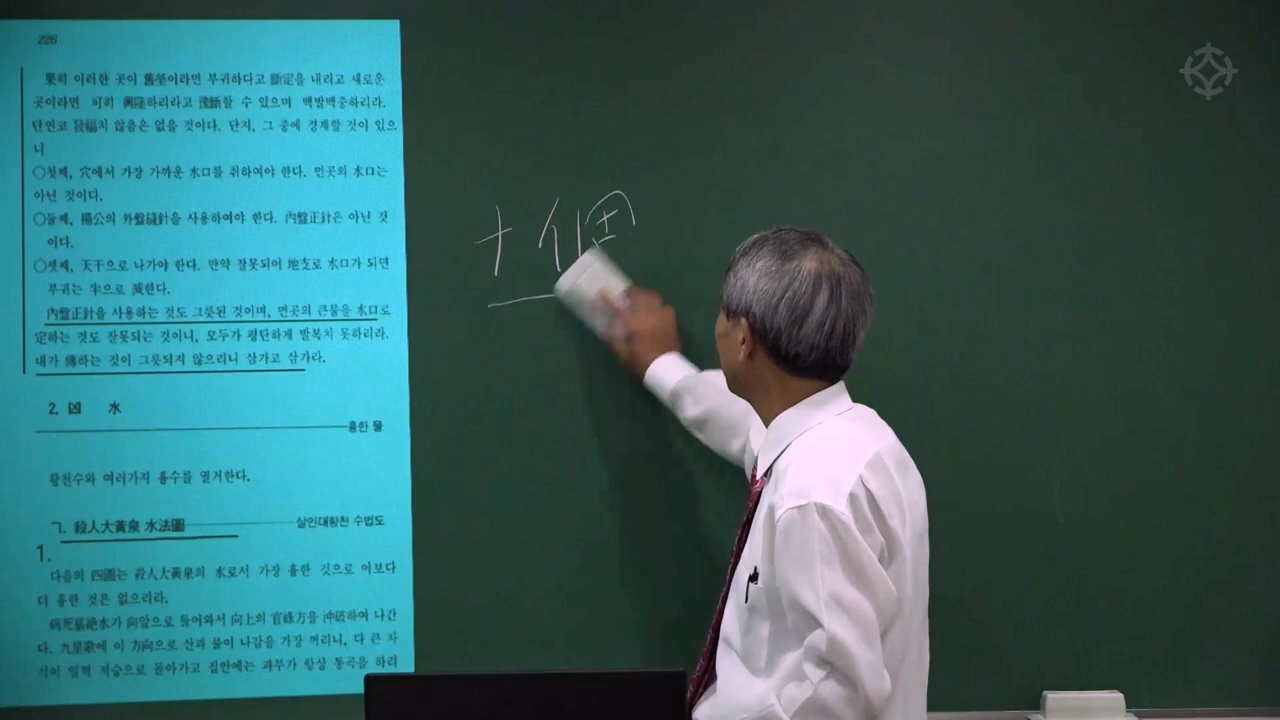 226
果히 이러한 곳이 舊塋이라면 부귀하다고 斷定을 내리고 새로운
곳이라면 可히 興隆하리라고 豫斷할 수 있으며 백발백중하리라.
단연코 發福치 않음은 없을 것이다. 단지, 그 중에 경계할 것이 있으
니
○첫째, 穴에서 가장 가까운 水口를 취하여야 한다. 먼곳의 水口는
아닌 것이다.
○둘째, 楊公의 外盤縫針을 사용하여야 한다. 內盤正針은 아닌 것
이다.
○셋째, 天干으로 나가야 한다. 만약 잘못되어 地支로 水口가 되면
부귀는 半으로 減한다.
內盤正針을 사용하는 것도 그릇된 것이며, 먼곳의 큰물을 水口로
定하는 것도 잘못되는 것이니, 모두가 평탄하게 발복치 못하리라.
내가 傳하는 것이 그릇되지 않으리니 삼가고 삼가라.
2. 凶 水
흉한 물
황천수와 여러가지 흉수를 열거한다.
ㄱ. 殺人大黃泉 水法圖
살인대황천 수법도
1.
다음의 四圖는 殺人大黃泉의 水로서 가장 흉한 것으로 이보다
더 흉한 것은 없으리라.
病死墓絶水가 向앞으로 들어와서 向上의 官祿方을 沖破하여 나간
다. 九星歌에 이 方向으로 산과 물이 나감을 가장 꺼리니, 다 큰 자
식이 일찍 저승으로 돌아가고 집안에는 과부가 항상 통곡을 하리
十個